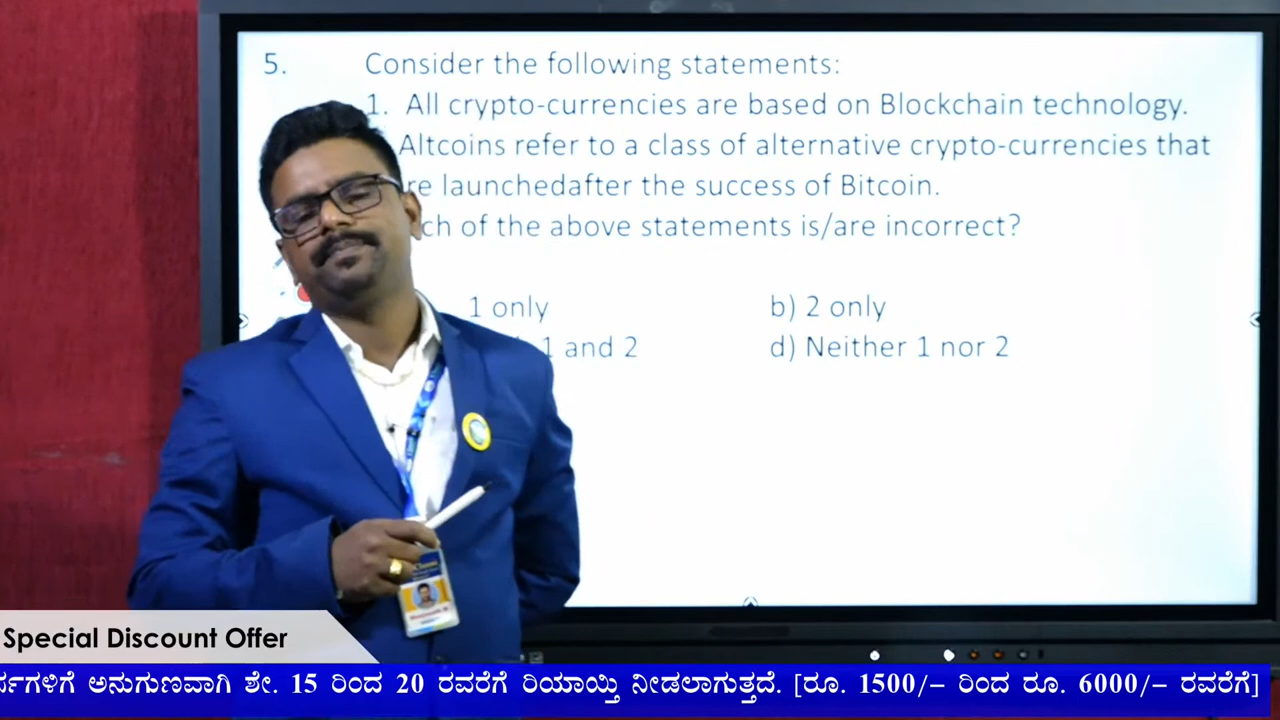 5. Consider the following statements:
1. All crypto-currencies are based on Blockchain technology.
Altcoins refer to a class of alternative crypto-currencies that
launchedafter the success of Bitcoin.
of the above statements is/are incorrect?
1 only b) 2 only
1 and 2 d) Neither 1 nor 2
Special Discount Offer
ಅನುಗುಣವಾಗಿ ಶೇ. 15 ರಿಂದ 20 ರವರೆಗೆ ರಿಯಾಯ್ತಿ ನೀಡಲಾಗುತ್ತದೆ. [ರೂ. 1500/– ರಿಂದ ರೂ. 6000/– ರವರೆಗೆ]